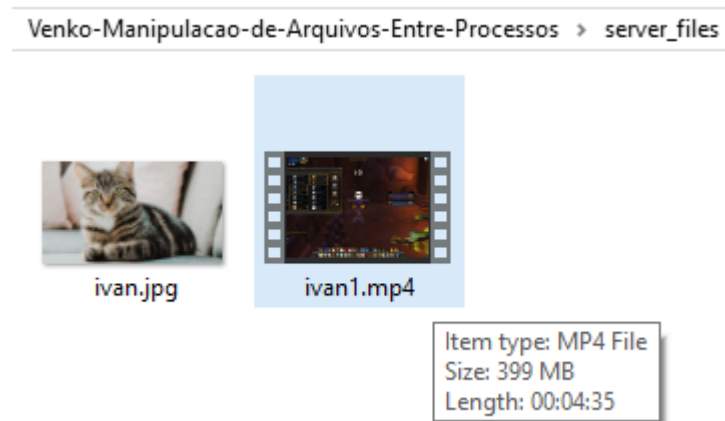 Venko-Manipulacao-de-Arquivos-Entre-Processos > server_files
ivan.jpg
ivan1.mp4
Item type: MP4 File
Size: 399 MB
Length: 00:04:35